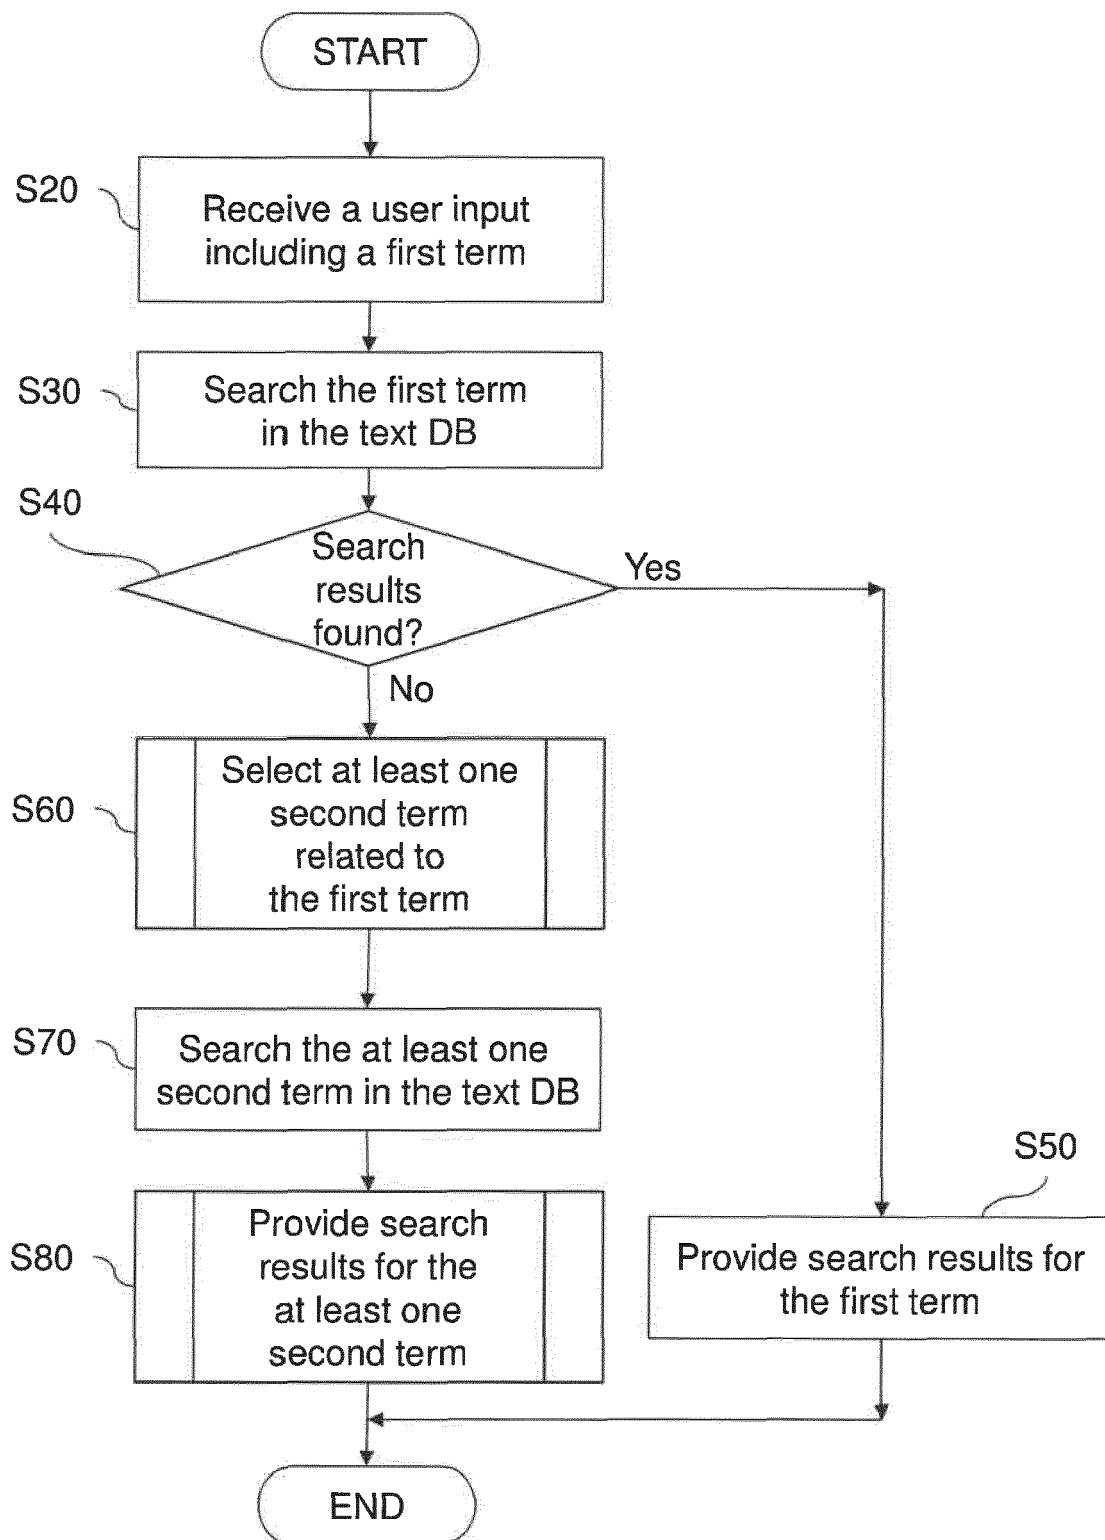 START
S20
Receive a user input
including a first term
S30
Search the first term
in the text DB
S40
Search
results
found?
Yes
No
S60
Select at least one
second term
related to
the first term
S70
Search the at least one
second term in the text DB
S50
Provide search results for
the first term
S80
Provide search
results for the
at least one
second term
END